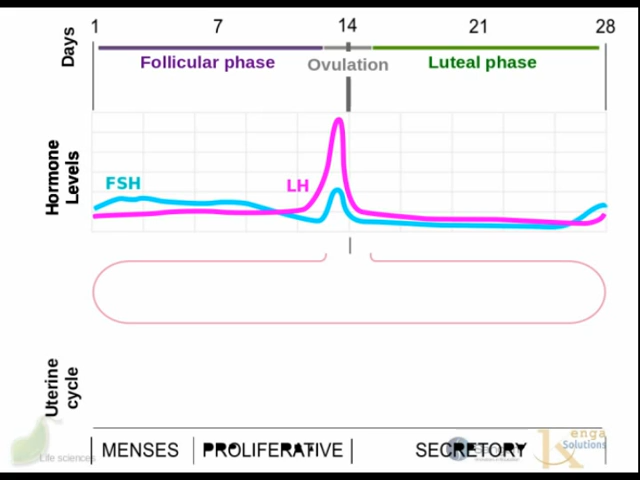 Days
1 7 14 21 28
Follicular phase Ovulation Luteal phase
Hormone
Levels
FSH
LH
Uterine
cycle
MENSES PROLIFERATIVE SECRETORY
enga
Solutions
Life sciences